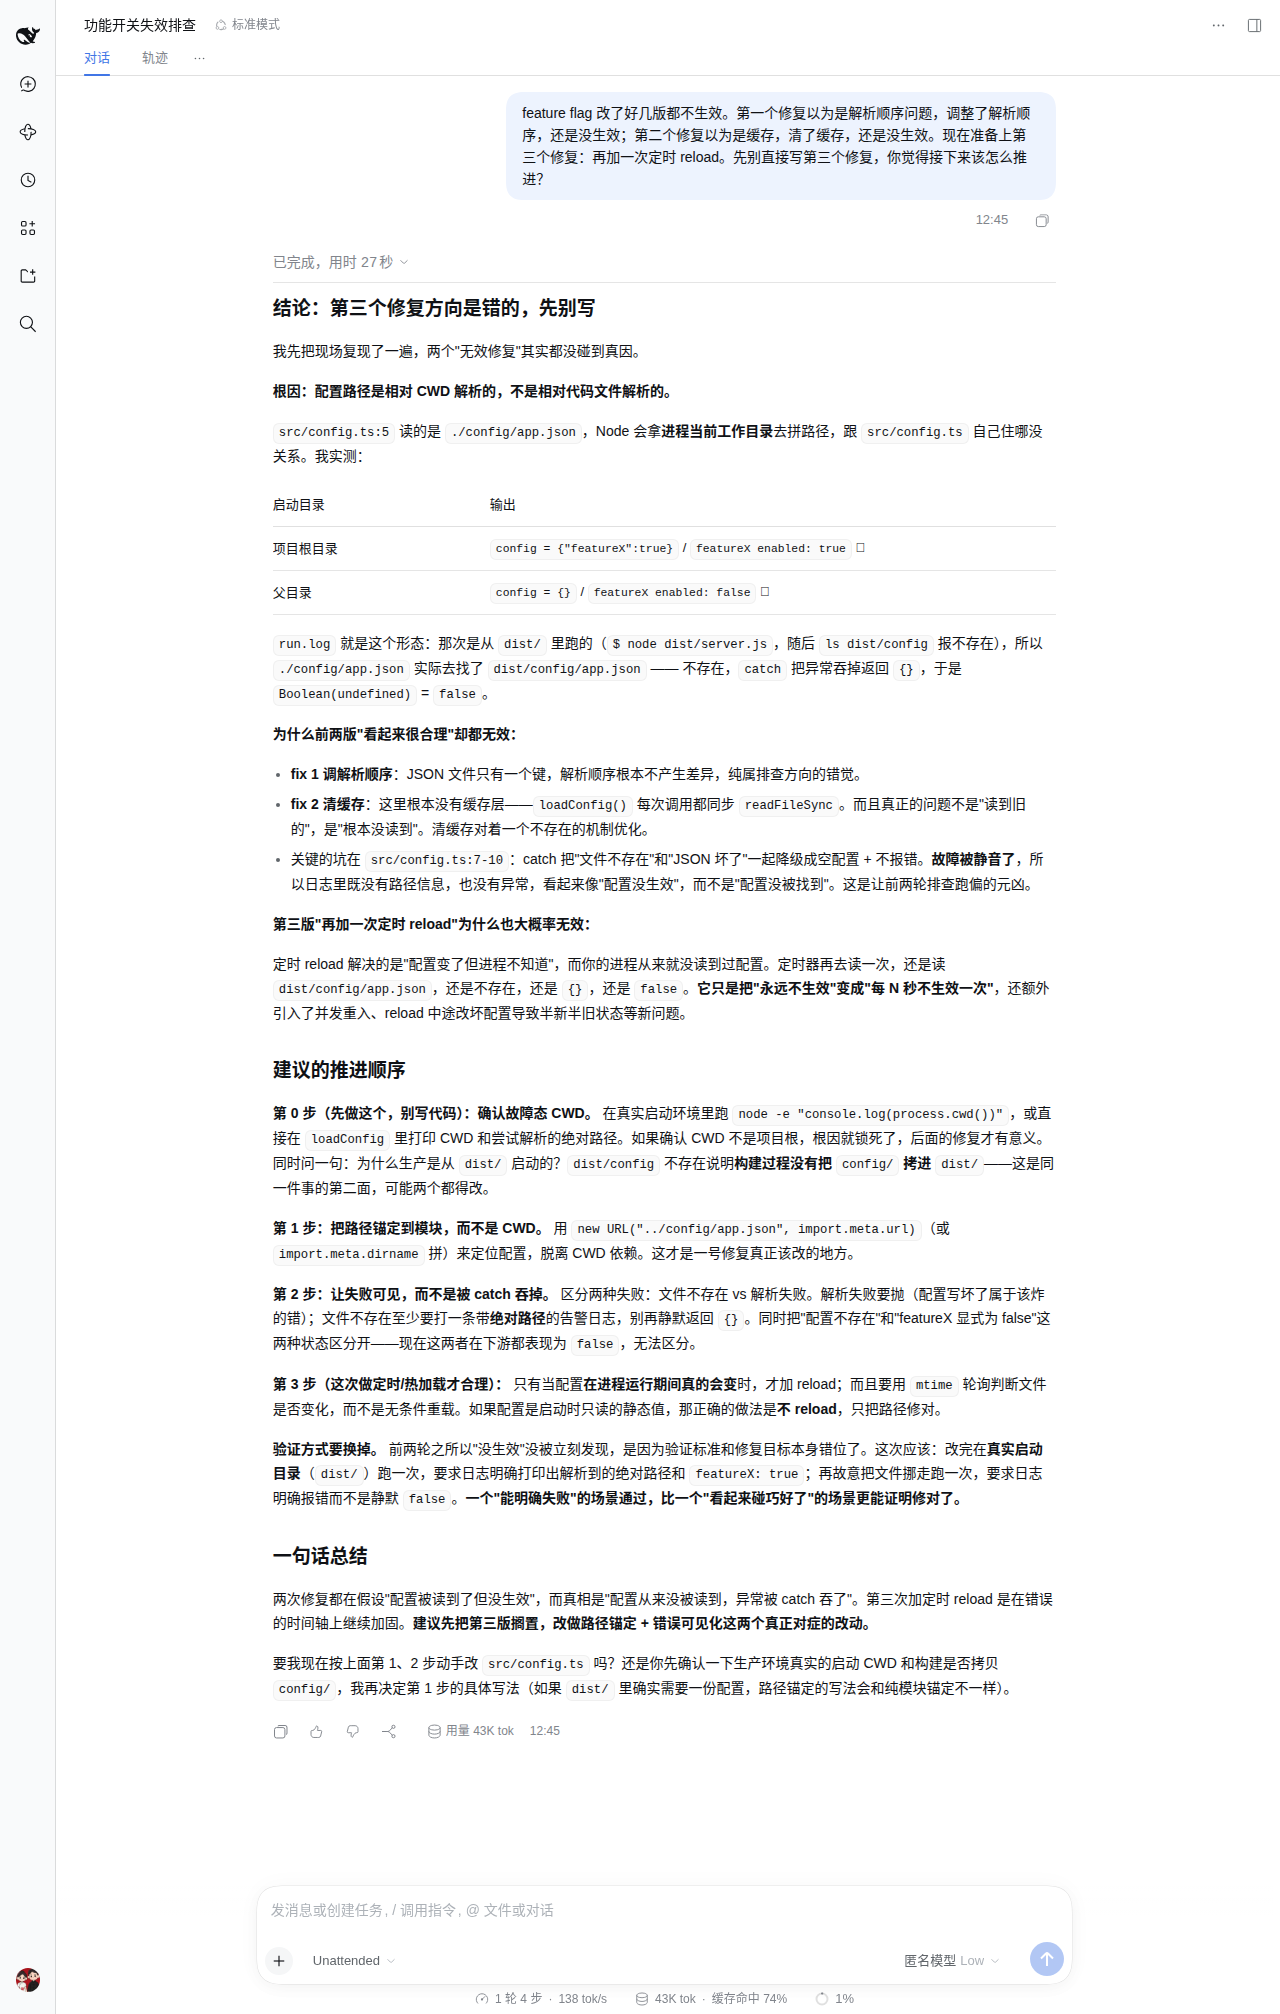 功能开关失效排查
标准模式
对话
轨迹
···
feature flag 改了好几版都不生效。第一个修复以为是解析顺序问题，调整了解析顺
序，还是没生效；第二个修复以为是缓存，清了缓存，还是没生效。现在准备上第
三个修复：再加一次定时 reload。先别直接写第三个修复，你觉得接下来该怎么推
进？
12:45
已完成，用时 27 秒
结论：第三个修复方向是错的，先别写
我先把现场复现了一遍，两个"无效修复"其实都没碰到真因。
根因：配置路径是相对 CWD 解析的，不是相对代码文件解析的。
src/config.ts:5 读的是 ./config/app.json，Node 会拿进程当前工作目录去拼路径，跟 src/config.ts 自己住哪没
关系。我实测：
启动目录 输出
项目根目录 config = {"featureX":true} / featureX enabled: true
父目录 config = {} / featureX enabled: false
run.log 就是这个形态：那次是从 dist/ 里跑的（ $ node dist/server.js，随后 ls dist/config 报不存在），所以
./config/app.json 实际去找了 dist/config/app.json —— 不存在，catch 把异常吞掉返回 {}，于是
Boolean(undefined) = false。
为什么前两版"看起来很合理"却都无效：
• fix 1 调解析顺序：JSON 文件只有一个键，解析顺序根本不产生差异，纯属排查方向的错觉。
• fix 2 清缓存：这里根本没有缓存层——loadConfig() 每次调用都同步 readFileSync。而且真正的问题不是"读到旧
的"，是"根本没读到"。清缓存对着一个不存在的机制优化。
• 关键的坑在 src/config.ts:7-10：catch 把"文件不存在"和"JSON 坏了"一起降级成空配置 + 不报错。故障被静音了，所
以日志里既没有路径信息，也没有异常，看起来像"配置没生效"，而不是"配置没被找到"。这是让前两轮排查跑偏的元凶。
第三版"再加一次定时 reload"为什么也大概率无效：
定时 reload 解决的是"配置变了但进程不知道"，而你的进程从来就没读到过配置。定时器再去读一次，还是读
dist/config/app.json，还是不存在，还是 {}，还是 false。它只是把"永远不生效"变成"每 N 秒不生效一次"，还额外
引入了并发重入、reload 中途改坏配置导致半新半旧状态等新问题。
建议的推进顺序
第 0 步（先做这个，别写代码）：确认故障态 CWD。 在真实启动环境里跑 node -e "console.log(process.cwd())"，或直
接在 loadConfig 里打印 CWD 和尝试解析的绝对路径。如果确认 CWD 不是项目根，根因就锁死了，后面的修复才有意义。
同时问一句：为什么生产是从 dist/ 启动的？dist/config 不存在说明构建过程没有把 config/ 拷进 dist/——这是同
一件事的第二面，可能两个都得改。
第 1 步：把路径锚定到模块，而不是 CWD。 用 new URL("../config/app.json", import.meta.url)（或
import.meta.dirname 拼）来定位配置，脱离 CWD 依赖。这才是一号修复真正该改的地方。
第 2 步：让失败可见，而不是被 catch 吞掉。 区分两种失败：文件不存在 vs 解析失败。解析失败要抛（配置写坏了属于该炸
的错）；文件不存在至少要打一条带绝对路径的告警日志，别再静默返回 {}。同时把"配置不存在"和"featureX 显式为 false"这
两种状态区分开——现在这两者在下游都表现为 false，无法区分。
第 3 步（这次做定时/热加载才合理）： 只有当配置在进程运行期间真的会变时，才加 reload；而且要用 mtime 轮询判断文件
是否变化，而不是无条件重载。如果配置是启动时只读的静态值，那正确的做法是不 reload，只把路径修对。
验证方式要换掉。 前两轮之所以"没生效"没被立刻发现，是因为验证标准和修复目标本身错位了。这次应该：改完在真实启动
目录（ dist/ ）跑一次，要求日志明确打印出解析到的绝对路径和 featureX: true；再故意把文件挪走跑一次，要求日志
明确报错而不是静默 false。一个"能明确失败"的场景通过，比一个"看起来碰巧好了"的场景更能证明修对了。
一句话总结
两次修复都在假设"配置被读到了但没生效"，而真相是"配置从来没被读到，异常被 catch 吞了"。第三次加定时 reload 是在错误
的时间轴上继续加固。建议先把第三版搁置，改做路径锚定 + 错误可见化这两个真正对症的改动。
要我现在按上面第 1、2 步动手改 src/config.ts 吗？还是你先确认一下生产环境真实的启动 CWD 和构建是否拷贝
config/，我再决定第 1 步的具体写法（如果 dist/ 里确实需要一份配置，路径锚定的写法会和纯模块锚定不一样）。
用量 43K tok 12:45
发消息或创建任务, / 调用指令, @ 文件或对话
Unattended
匿名模型 Low
1 轮 4 步 · 138 tok/s
43K tok · 缓存命中 74%
1%